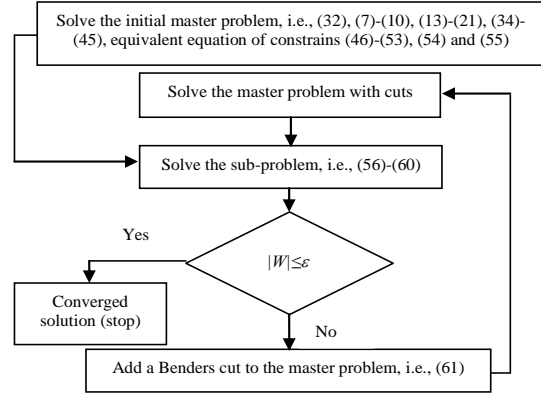 Solve the initial master problem, i.e., (32), (7)-(10), (13)-(21), (34)-
(45), equivalent equation of constrains (46)-(53), (54) and (55)
Solve the master problem with cuts
Solve the sub-problem, i.e., (56)-(60)
Yes
|W|≤ε
Converged
solution (stop)
No
Add a Benders cut to the master problem, i.e., (61)